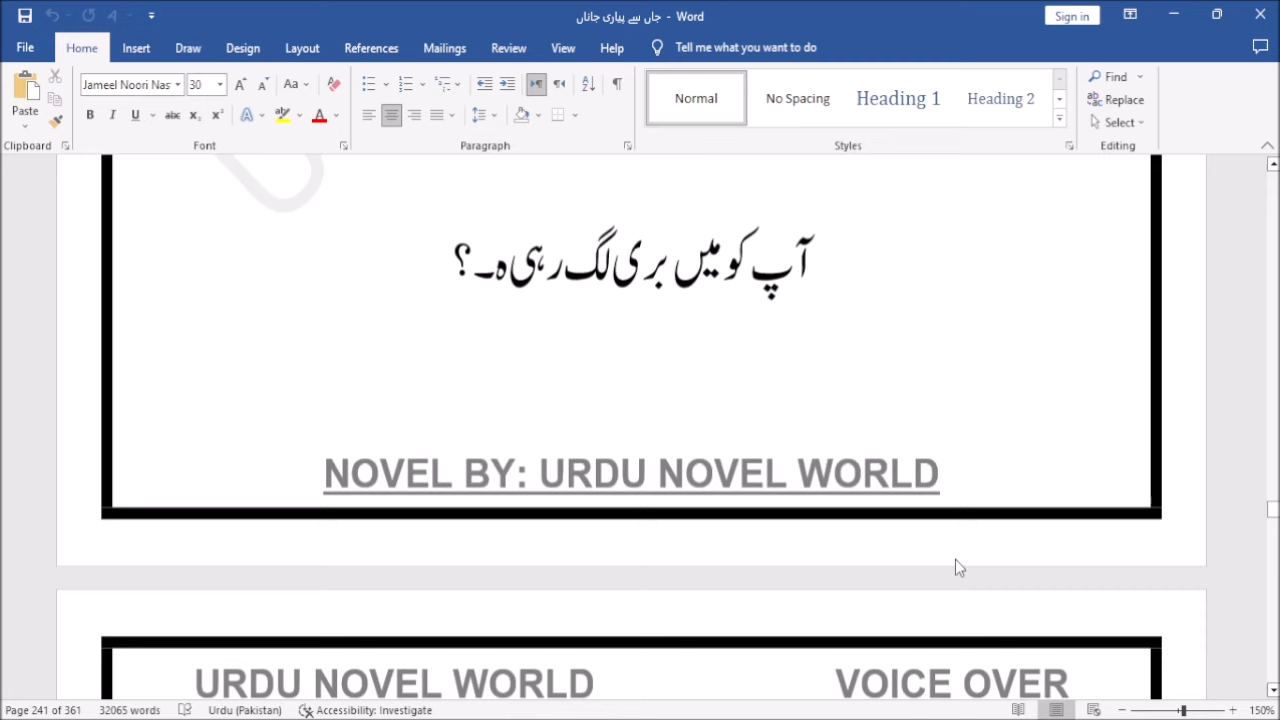 جاں سے پیاری جاناں - Word
Sign in
File Home Insert Draw Design Layout References Mailings Review View Help Tell me what you want to do
Paste
Jameel Noori Nas 30
Normal
No Spacing
Heading 1
Heading 2
Find
Replace
Select
Clipboard Font Paragraph Styles Editing
آپ کو میں بری لگ رہی ہ۔؟
NOVEL BY: URDU NOVEL WORLD
URDU NOVEL WORLD VOICE OVER
Page 241 of 361 32065 words Urdu (Pakistan) Accessibility: Investigate 150%